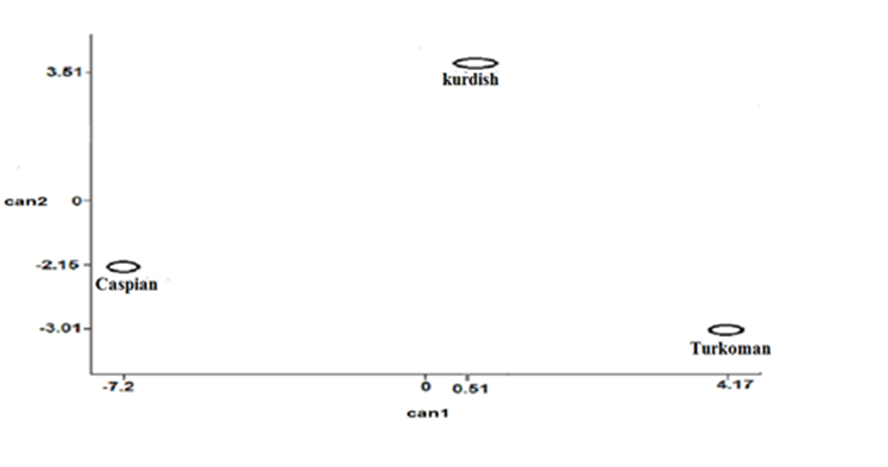 3.51
kurdish
can2 0
-2.15
Caspian
-3.01
Turkoman
-7.2 0 0.51 4.17
can1